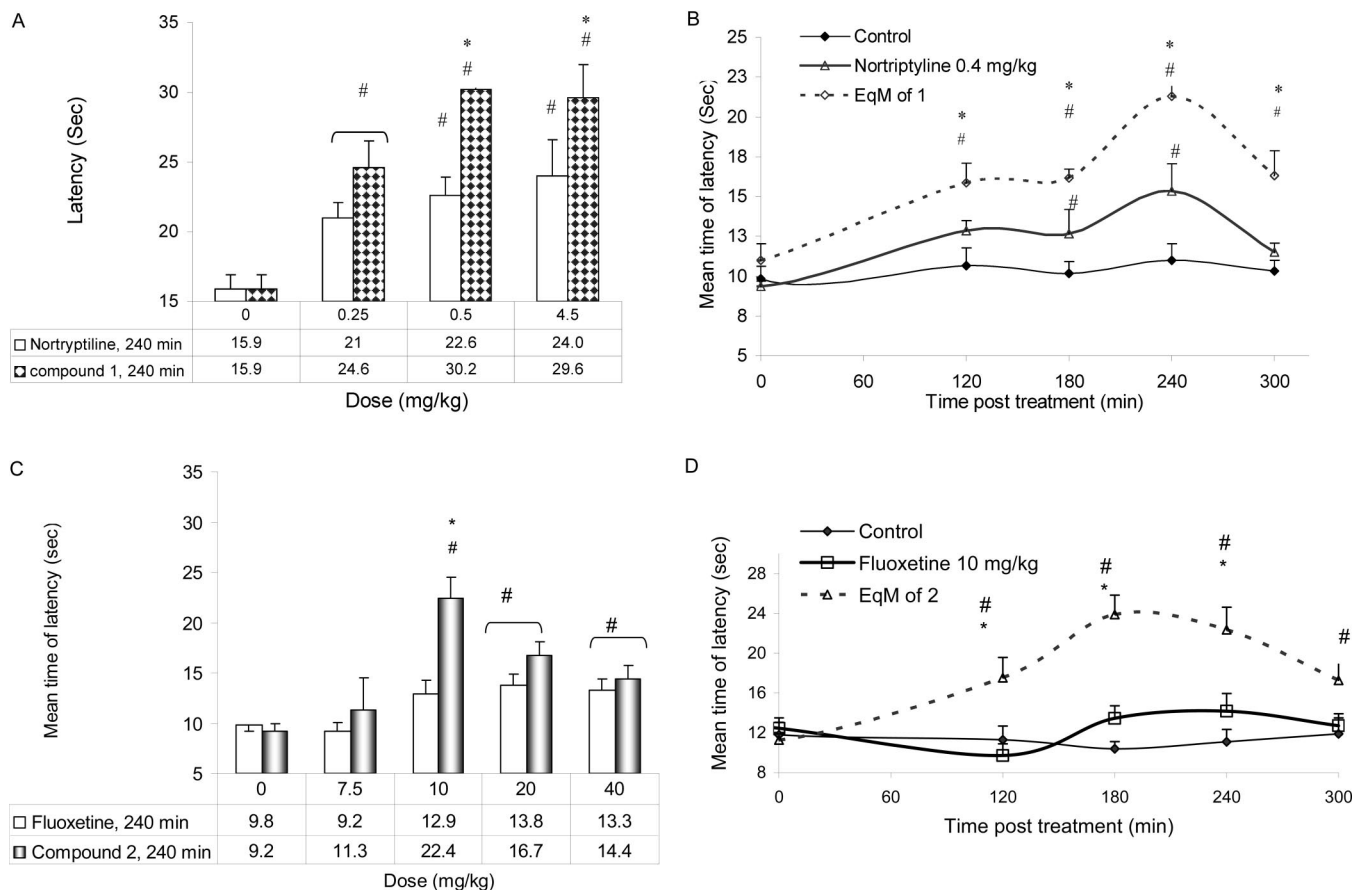 A
35
*
*
#
#
30
#
#
#
25
20
15
Latency (Sec)
0 0.25 0.5 4.5
Nortryptiline, 240 min 15.9 21 22.6 24.0
compound 1, 240 min 15.9 24.6 30.2 29.6
Dose (mg/kg)
B
25
23
20
18
15
13
10
8
5
Mean time of latency (Sec)
Control
Nortriptyline 0.4 mg/kg
EqM of 1
*
#
*
#
*
#
*
#
#
#
0 60 120 180 240 300
Time post treatment (min)
C
35
30
25
20
15
10
5
Mean time of latency (sec)
*
#
#
#
0 7.5 10 20 40
Fluoxetine, 240 min 9.8 9.2 12.9 13.8 13.3
Compound 2, 240 min 9.2 11.3 22.4 16.7 14.4
Dose (mg/kg)
D
28
24
20
16
12
8
Mean time of latency (sec)
Control
Fluoxetine 10 mg/kg
EqM of 2
#
*
#
*
#
*
#
0 60 120 180 240 300
Time post treatment (min)